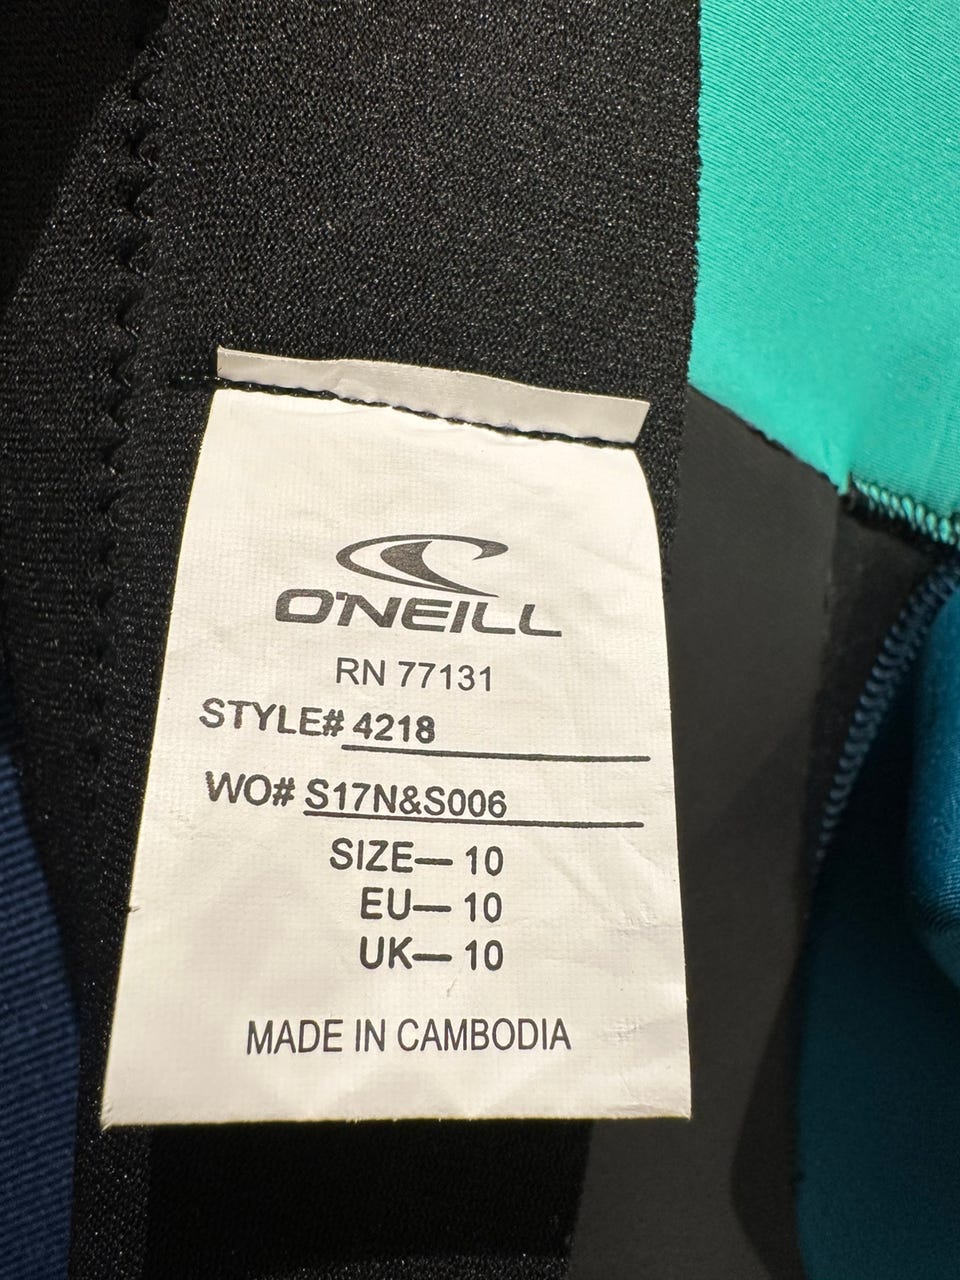 O'NEILL
RN 77131
STYLE# 4218
WO# S17N&S006
SIZE— 10
EU— 10
UK— 10
MADE IN CAMBODIA